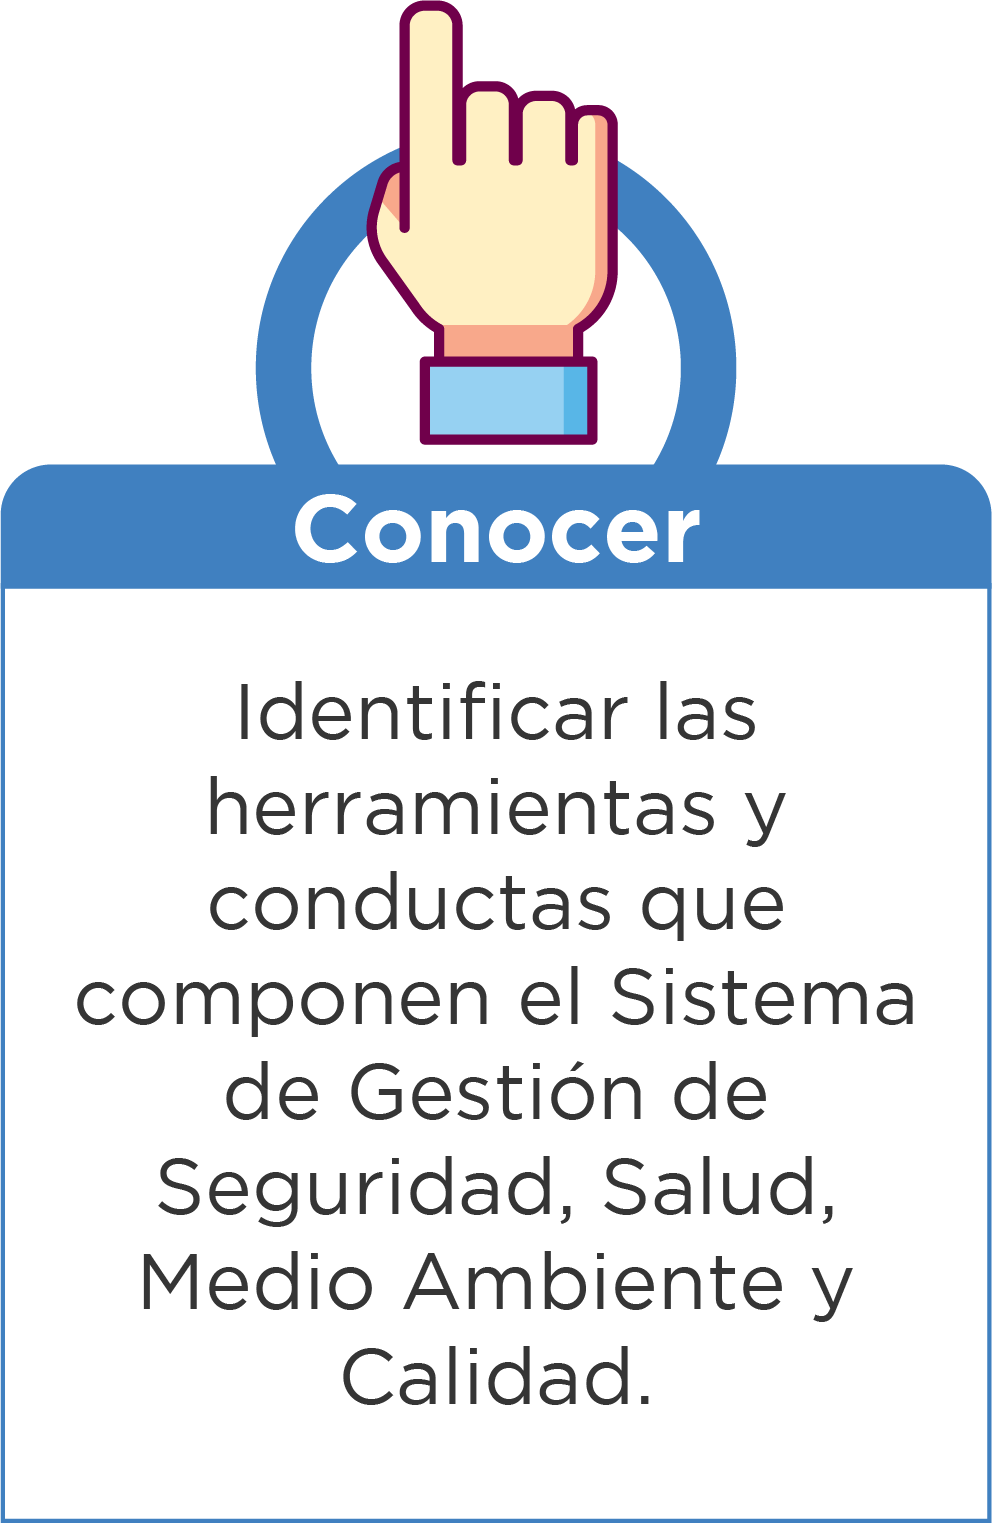 Conocer
Identificar las
herramientas y
conductas que
componen el Sistema
de Gestión de
Seguridad, Salud,
Medio Ambiente y
Calidad.